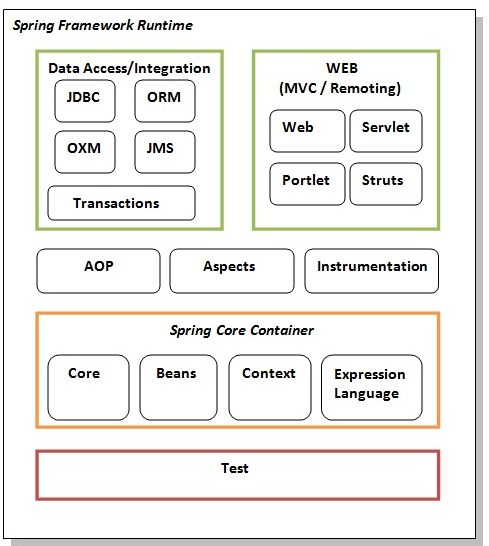 Spring Framework Runtime
Data Access/Integration
JDBC
ORM
OXM
JMS
Transactions
WEB
(MVC / Remoting)
Web
Servlet
Portlet
Struts
AOP
Aspects
Instrumentation
Spring Core Container
Core
Beans
Context
Expression
Language
Test